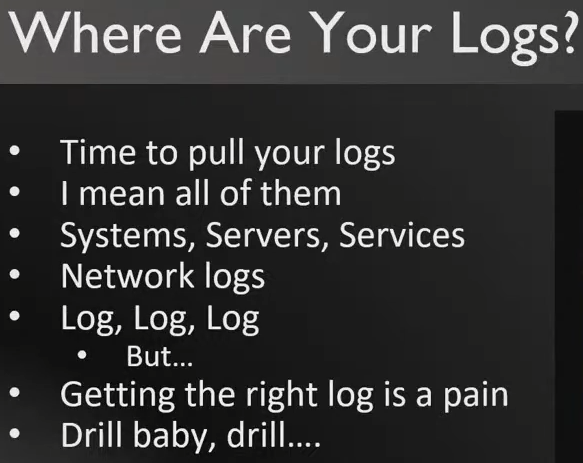 Where Are Your Logs?
• Time to pull your logs
• I mean all of them
• Systems, Servers, Services
• Network logs
• Log, Log, Log
• But...
• Getting the right log is a pain
• Drill baby, drill....